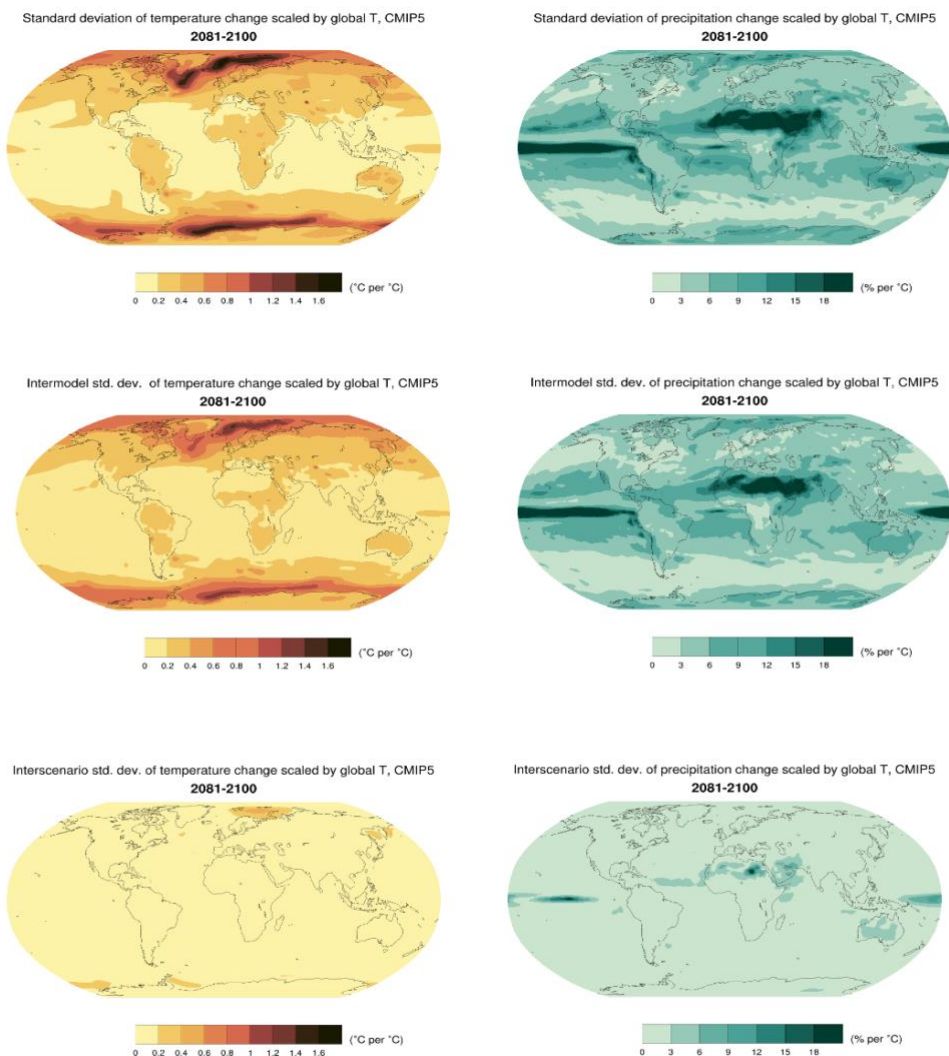 Standard deviation of temperature change scaled by global T, CMIP5
2081-2100
0 0.2 0.4 0.6 0.8 1 1.2 1.4 1.6 (°C per °C)
Standard deviation of precipitation change scaled by global T, CMIP5
2081-2100
0 3 6 9 12 15 18 (% per °C)
Intermodel std. dev. of temperature change scaled by global T, CMIP5
2081-2100
0 0.2 0.4 0.6 0.8 1 1.2 1.4 1.6 (°C per °C)
Intermodel std. dev. of precipitation change scaled by global T, CMIP5
2081-2100
0 3 6 9 12 15 18 (% per °C)
Interscenario std. dev. of temperature change scaled by global T, CMIP5
2081-2100
0 0.2 0.4 0.6 0.8 1 1.2 1.4 1.6 (°C per °C)
Interscenario std. dev. of precipitation change scaled by global T, CMIP5
2081-2100
0 3 6 9 12 15 18 (% per °C)